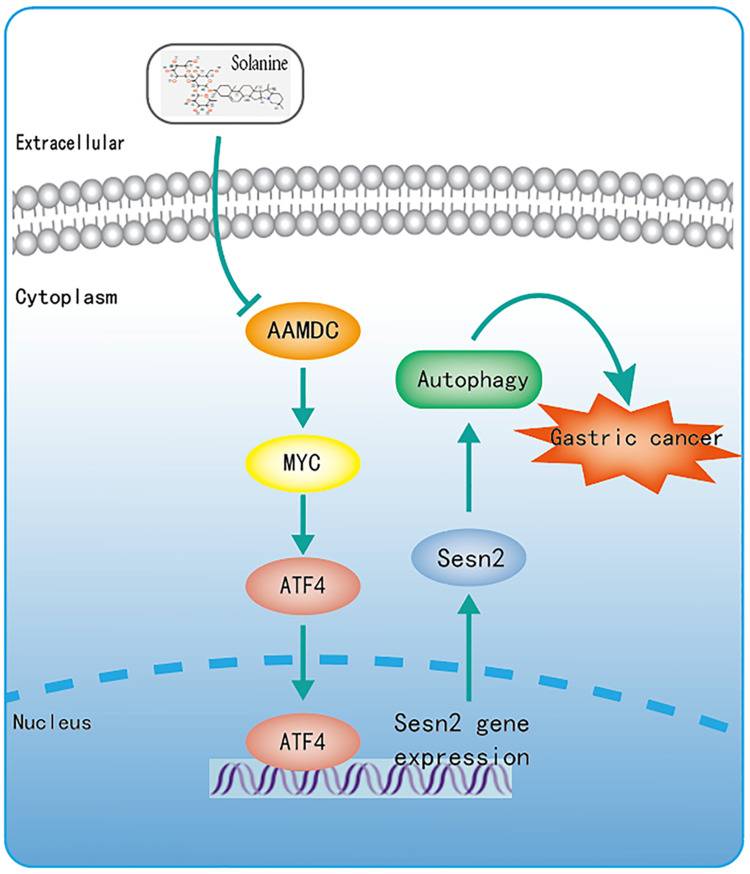 Solanine
Extracellular
Cytoplasm
AAMDC
Autophagy
Gastric cancer
MYC
Sesn2
ATF4
Nucleus
Sesn2 gene
expression
ATF4